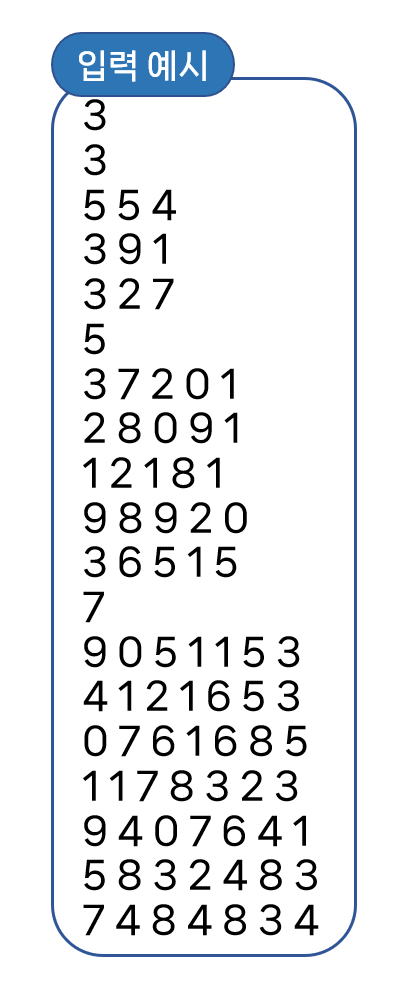 입력 예시
3
3
5 5 4
3 9 1
3 2 7
5
3 7 2 0 1
2 8 0 9 1
1 2 1 8 1
9 8 9 2 0
3 6 5 1 5
7
9 0 5 1 1 5 3
4 1 2 1 6 5 3
0 7 6 1 6 8 5
1 1 7 8 3 2 3
9 4 0 7 6 4 1
5 8 3 2 4 8 3
7 4 8 4 8 3 4